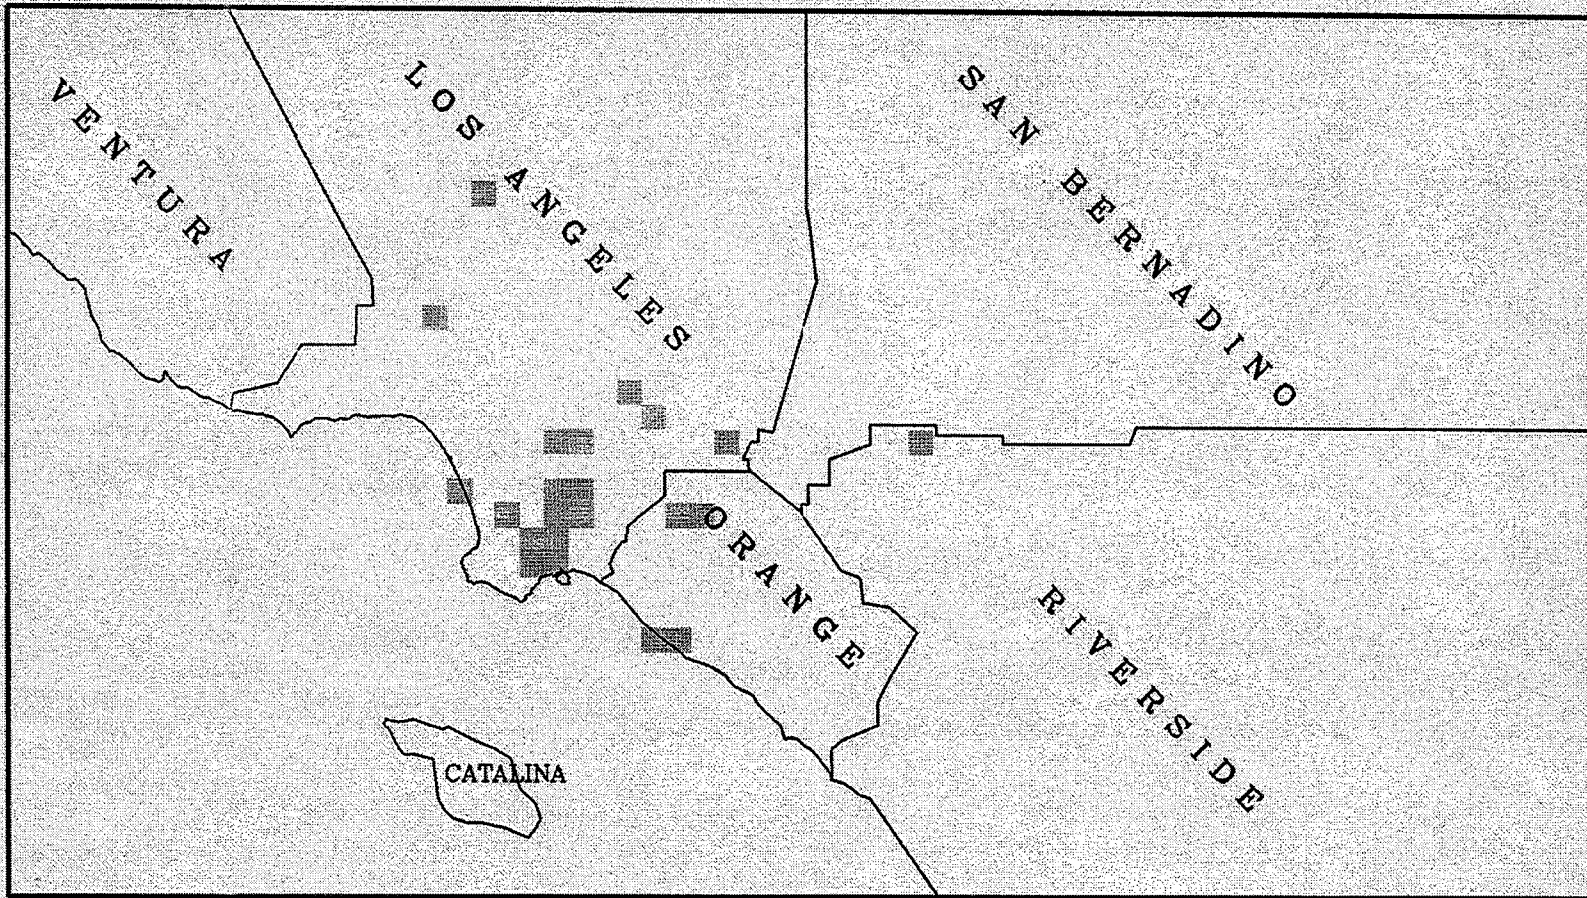 VENTURA
LOS ANGELES
SAN BERNADINO
ORANGE
RIVERSIDE
CATALINA